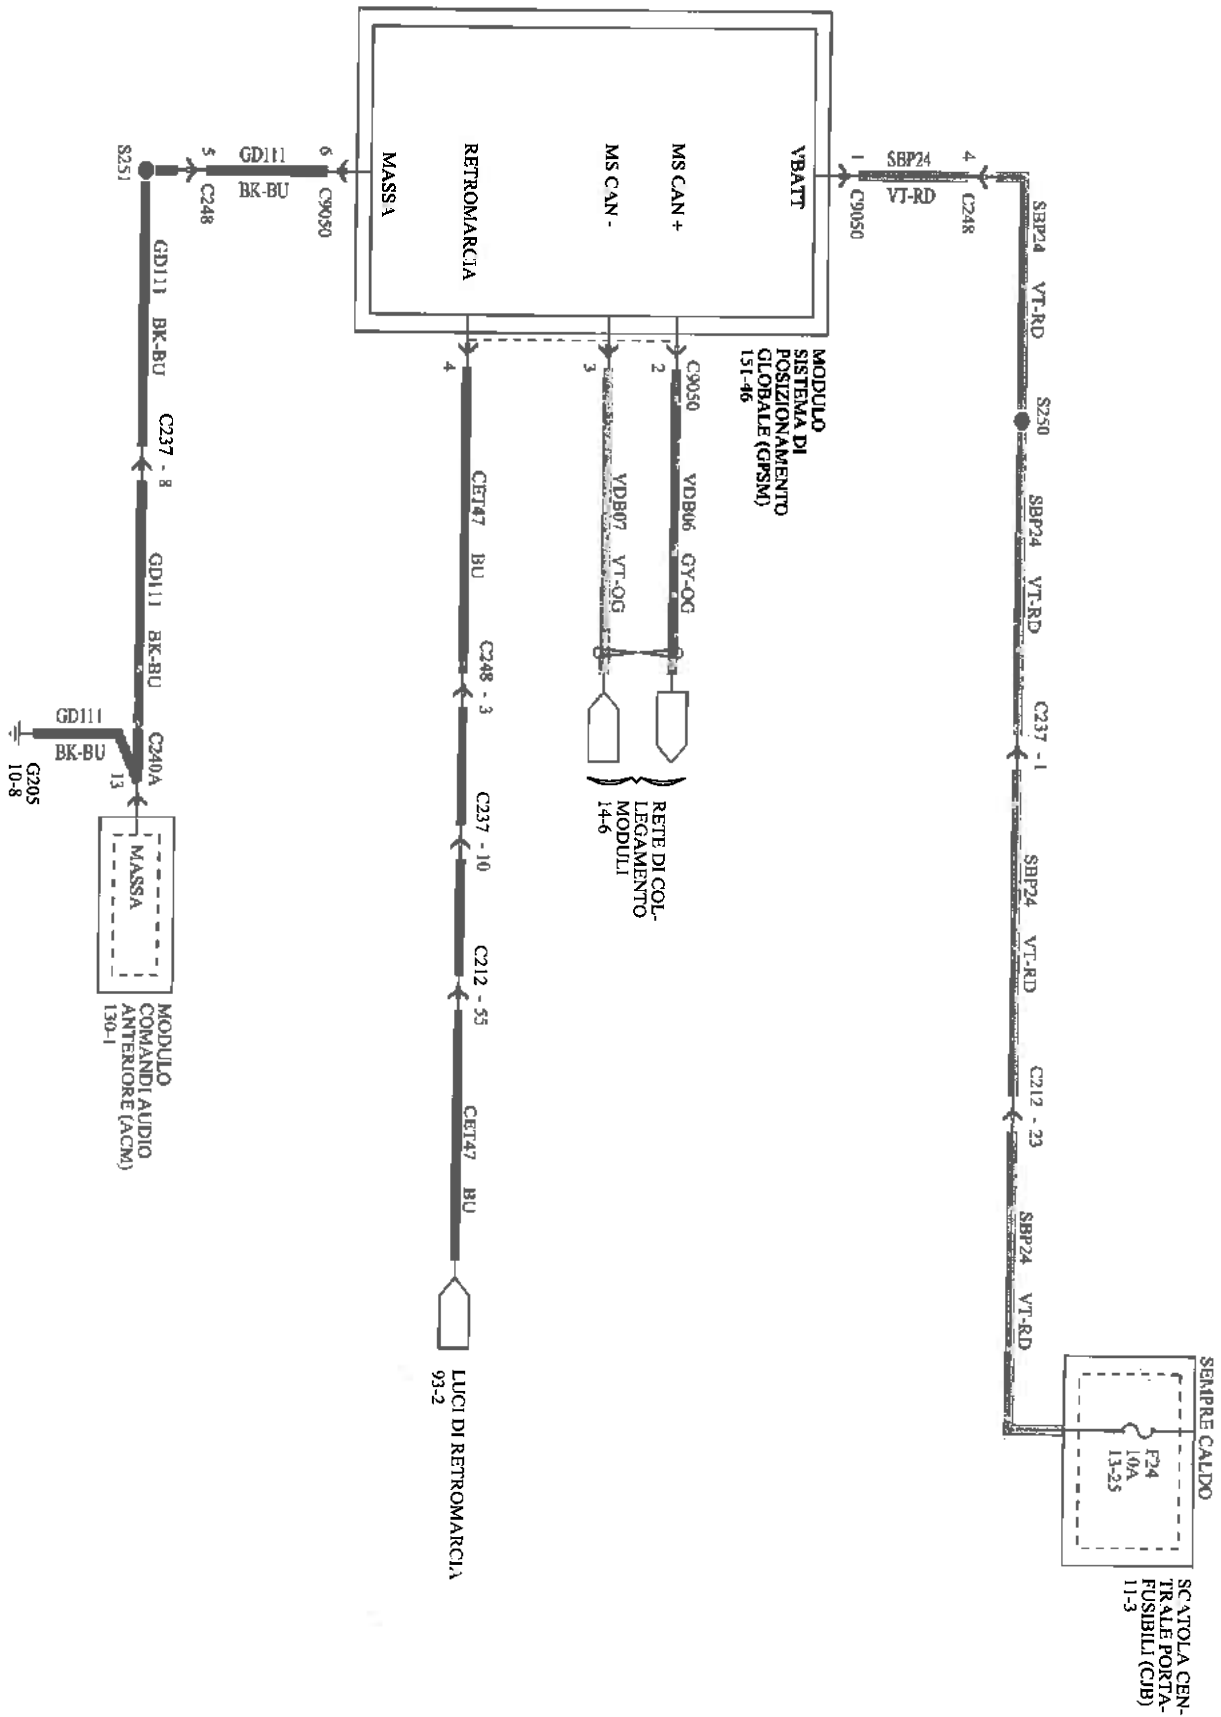 SEMPRE CALDO
F24
10A
13-25
SCATOLA CEN-
TRALE PORTA-
FUSIBILI (CJB)
11-3
SBP24 VT-RD
C212 - 23
SBP24 VT-RD
C237 - 1
SBP24 VT-RD
S250
SBP24 VT-RD
4 C248
SBP24
VT-RD
1 C9050
VBATT
MS CAN +
MS CAN -
RETROMARCIA
MASSA
MODULO
SISTEMA DI
POSIZIONAMENTO
GLOBALE (GPSM)
151-46
2 C9050
3
4
VDB06 GY-OG
VDB07 VT-OG
RETE DI COL-
LEGAMENTO
MODULI
14-6
CET47 BU
C248 - 3
C237 - 10
C212 - 55
CET47 BU
LUCI DI RETROMARCIA
93-2
6 C9050
GD111
BK-BU
5 C248
S251
GD111 BK-BU
C237 - 8
GD111 BK-BU
C240A
13
GD111
BK-BU
G205
10-8
MASSA
MODULO
COMANDI AUDIO
ANTERIORE (ACM)
130-1